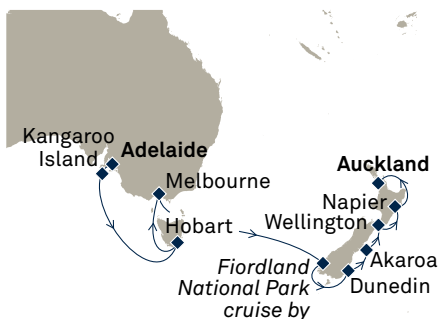 Kangaroo
Island
Adelaide
Melbourne
Hobart
Auckland
Napier
Wellington
Akaroa
Dunedin
Fiordland
National Park
cruise by